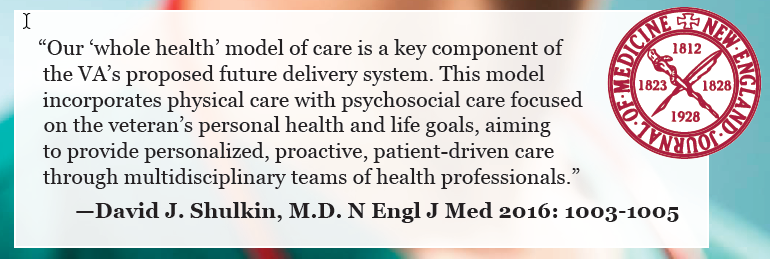 “Our ‘whole health’ model of care is a key component of
the VA’s proposed future delivery system. This model
incorporates physical care with psychosocial care focused
on the veteran’s personal health and life goals, aiming
to provide personalized, proactive, patient-driven care
through multidisciplinary teams of health professionals.”
—David J. Shulkin, M.D. N Engl J Med 2016: 1003-1005
NEW · ENGLAND · JOURNAL · OF · MEDICINE
1812
1823
1828
1928